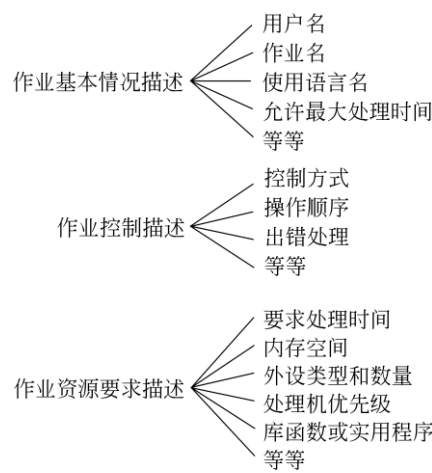 用户名
作业名
作业基本情况描述
使用语言名
允许最大处理时间
等等
控制方式
操作顺序
作业控制描述
出错处理
等等
要求处理时间
内存空间
外设类型和数量
作业资源要求描述
处理机优先级
库函数或实用程序
等等